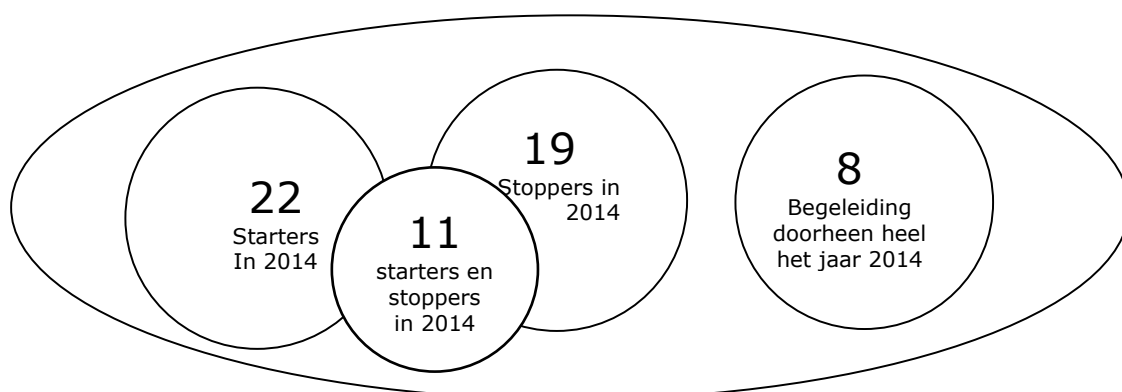 22
Starters
In 2014
11
starters en
stoppers
in 2014
19
Stoppers in
2014
8
Begeleiding
doorheen heel
het jaar 2014